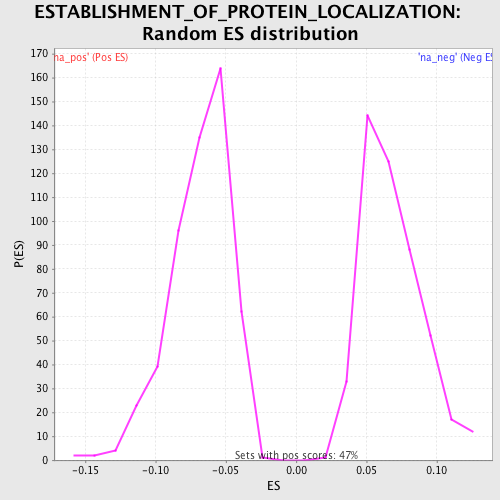 ESTABLISHMENT_OF_PROTEIN_LOCALIZATION:
Random ES distribution
na_pos' (Pos ES)
'na_neg' (Neg ES
P(ES)
170
160
150
140
130
120
110
100
90
80
70
60
50
40
30
20
10
0
Sets with pos scores: 47%
-0.15 -0.10 -0.05 0.00 0.05 0.10
ES